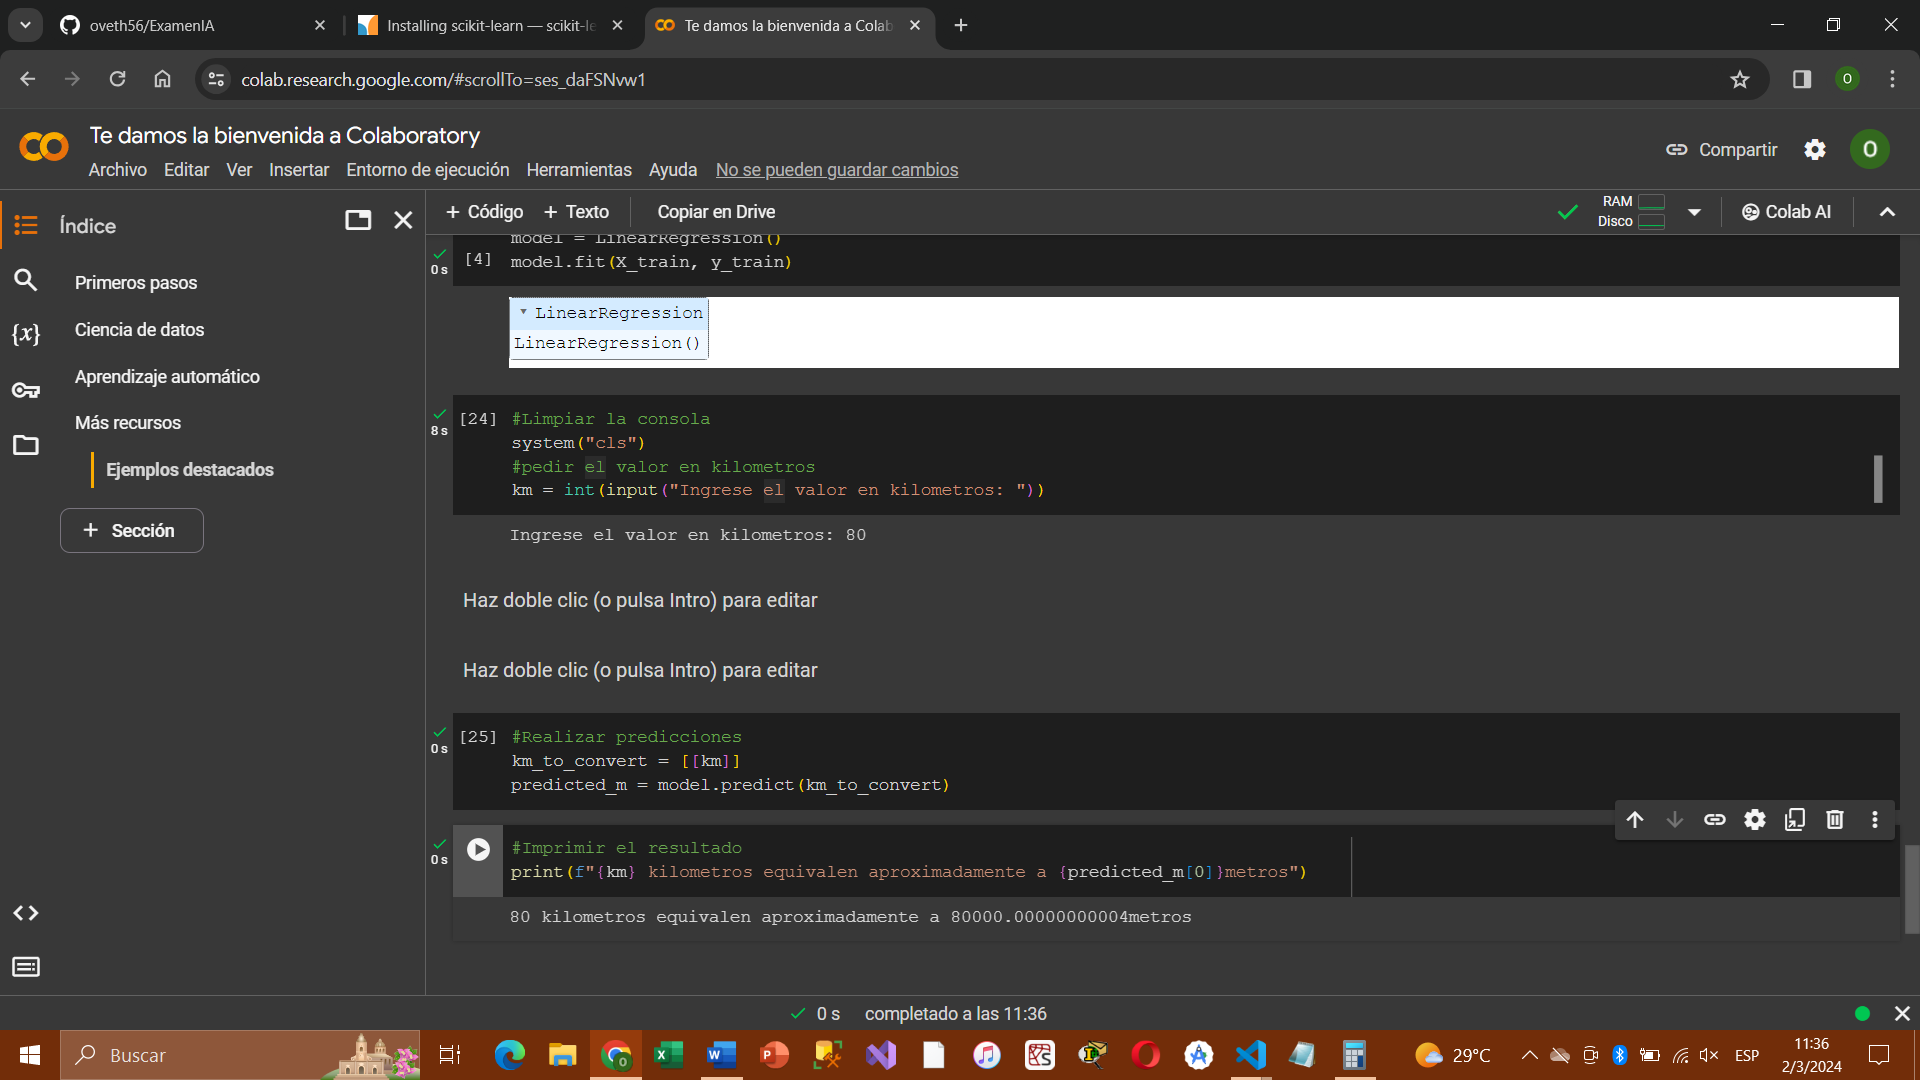 oveth56/ExamenIA
Installing scikit-learn — scikit-le
Te damos la bienvenida a Colab
colab.research.google.com/#scrollTo=ses_daFSNvw1
O
Te damos la bienvenida a Colaboratory
Archivo Editar Ver Insertar Entorno de ejecución Herramientas Ayuda No se pueden guardar cambios
Compartir
O
Índice
Primeros pasos
Ciencia de datos
Aprendizaje automático
Más recursos
Ejemplos destacados
+ Sección
{x}
+ Código + Texto Copiar en Drive
RAM
Disco
Colab AI
model = LinearRegression()
0 s
[4] model.fit(X_train, y_train)
LinearRegression
LinearRegression()
8 s
[24] #Limpiar la consola
system("cls")
#pedir el valor en kilometros
km = int(input("Ingrese el valor en kilometros: "))
Ingrese el valor en kilometros: 80
Haz doble clic (o pulsa Intro) para editar
Haz doble clic (o pulsa Intro) para editar
0 s
[25] #Realizar predicciones
km_to_convert = [[km]]
predicted_m = model.predict(km_to_convert)
0 s
#Imprimir el resultado
print(f"{km} kilometros equivalen aproximadamente a {predicted_m[0]}metros")
80 kilometros equivalen aproximadamente a 80000.00000000004metros
0 s completado a las 11:36
Buscar
29°C
ESP
11:36
2/3/2024